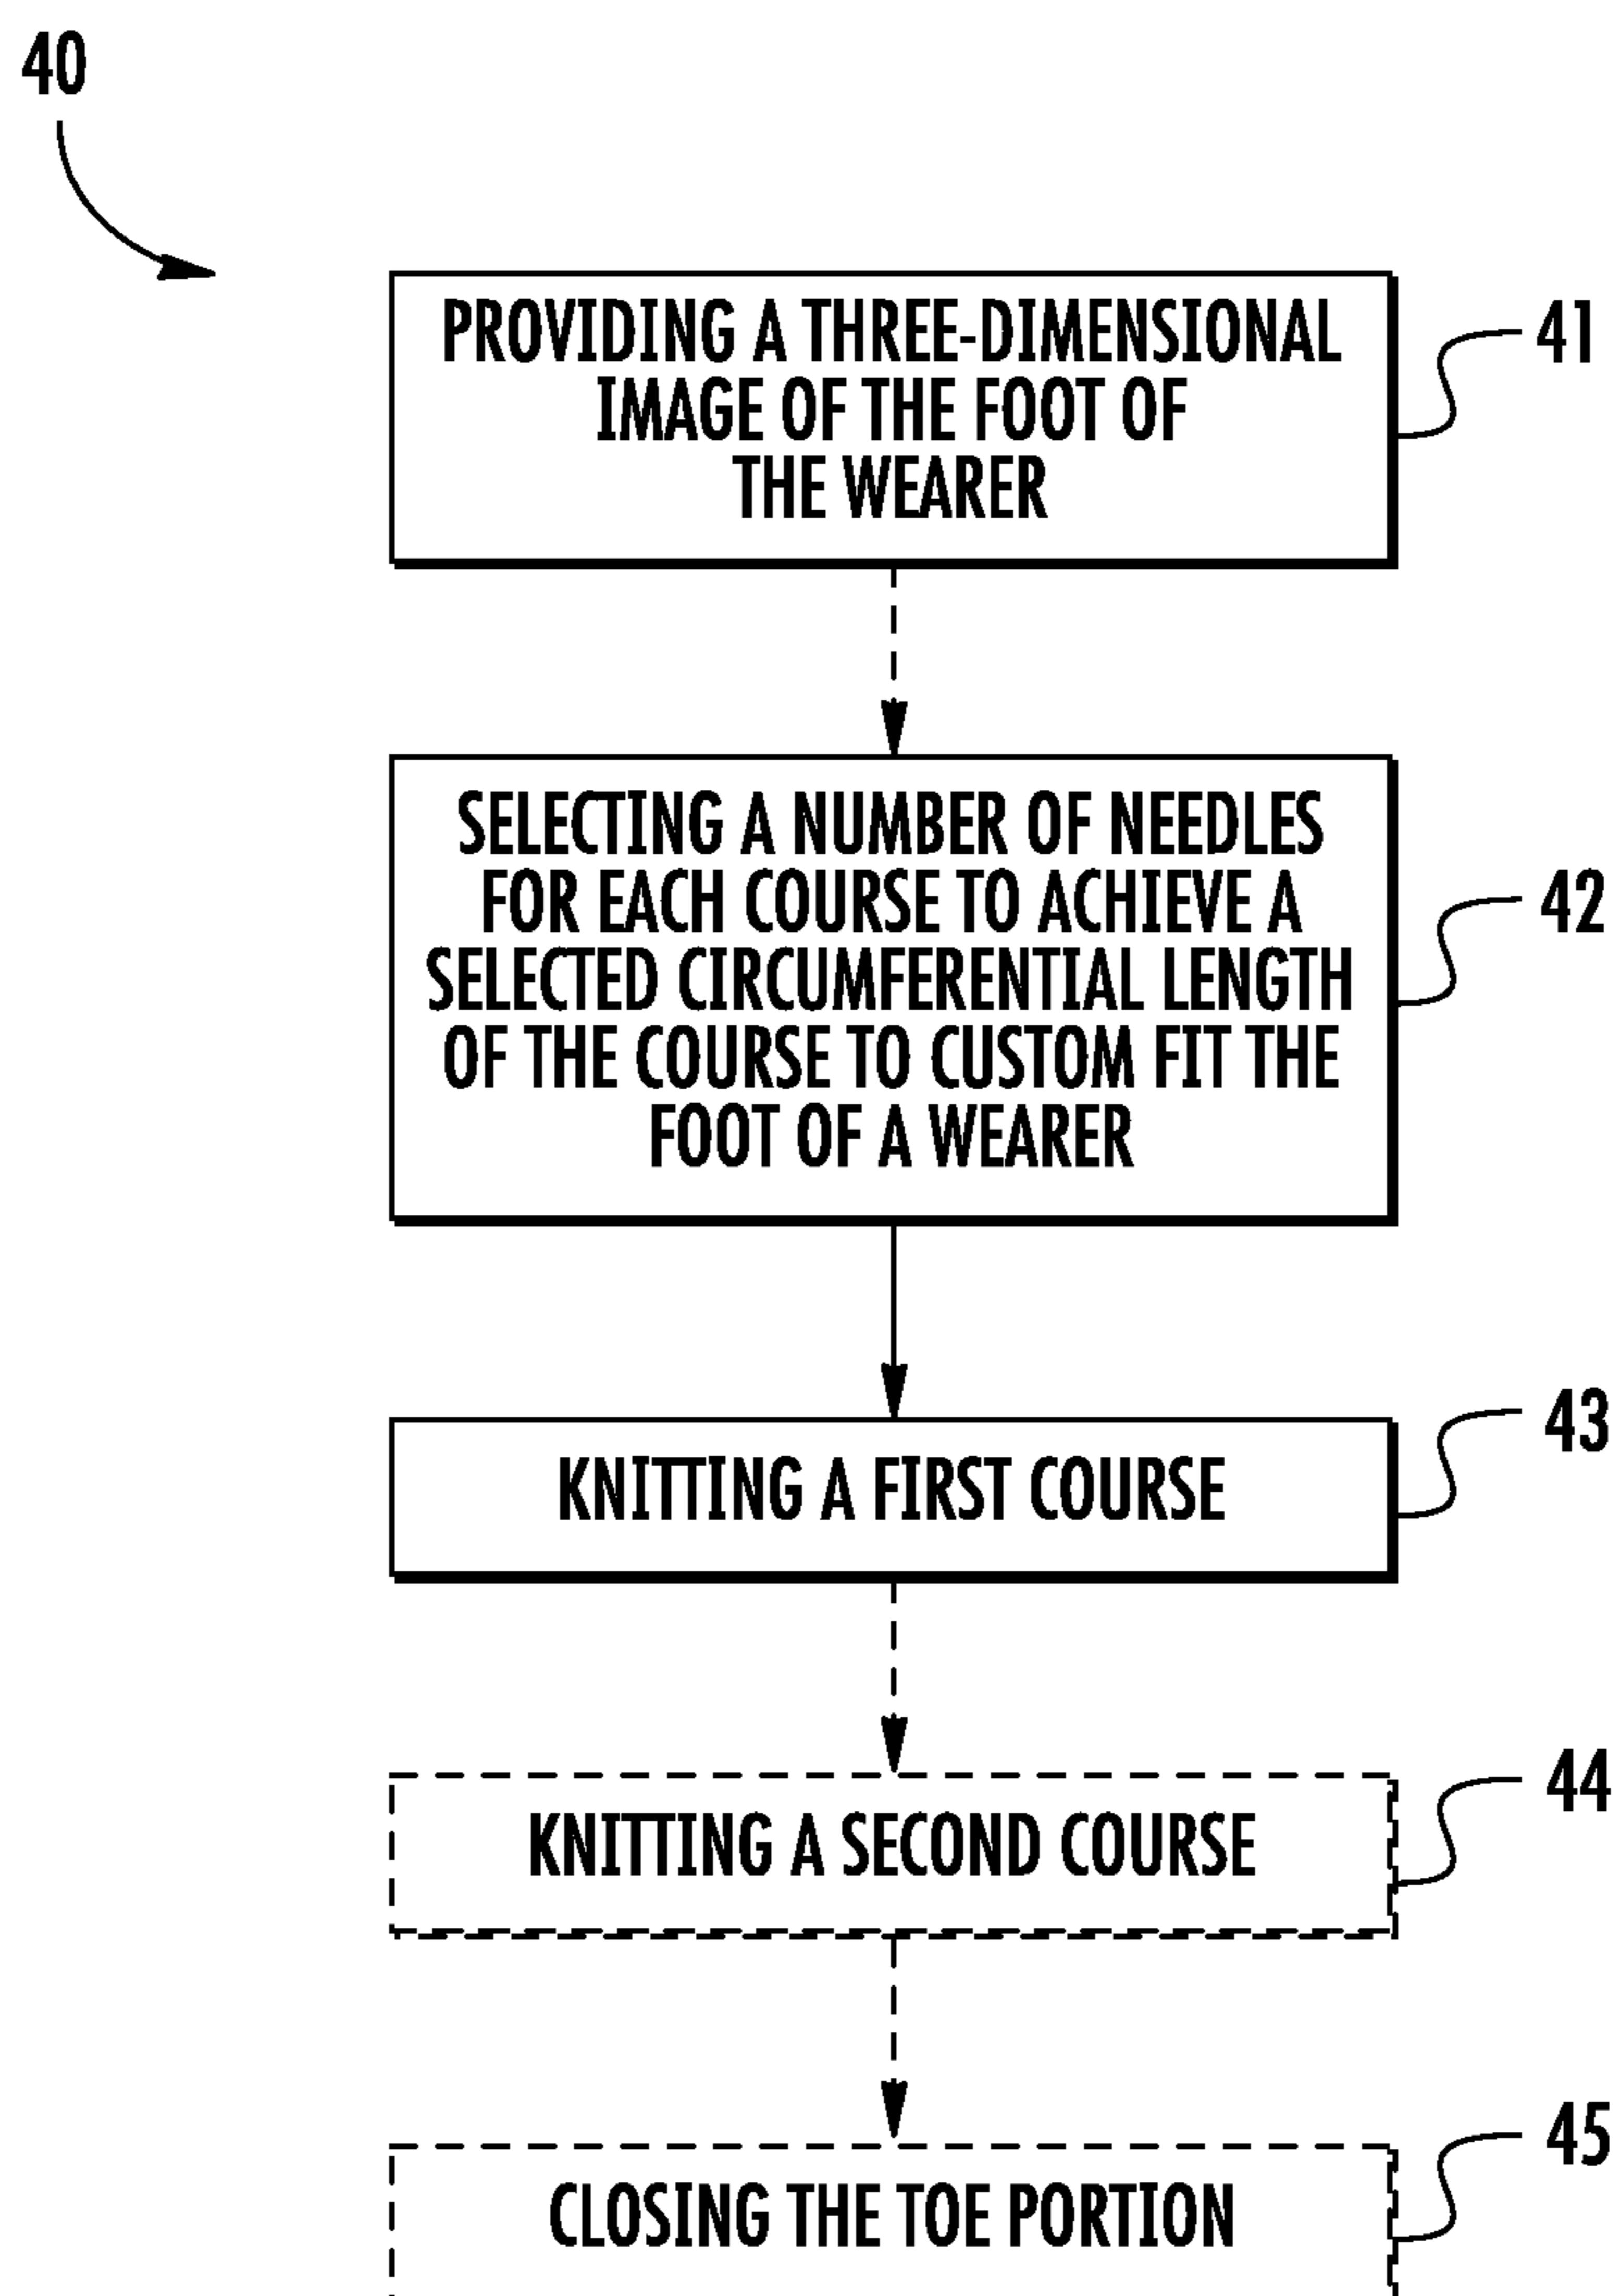 40
PROVIDING A THREE-DIMENSIONAL
IMAGE OF THE FOOT OF
THE WEARER
41
SELECTING A NUMBER OF NEEDLES
FOR EACH COURSE TO ACHIEVE A
SELECTED CIRCUMFERENTIAL LENGTH
OF THE COURSE TO CUSTOM FIT THE
FOOT OF A WEARER
42
KNITTING A FIRST COURSE
43
KNITTING A SECOND COURSE
44
CLOSING THE TOE PORTION
45